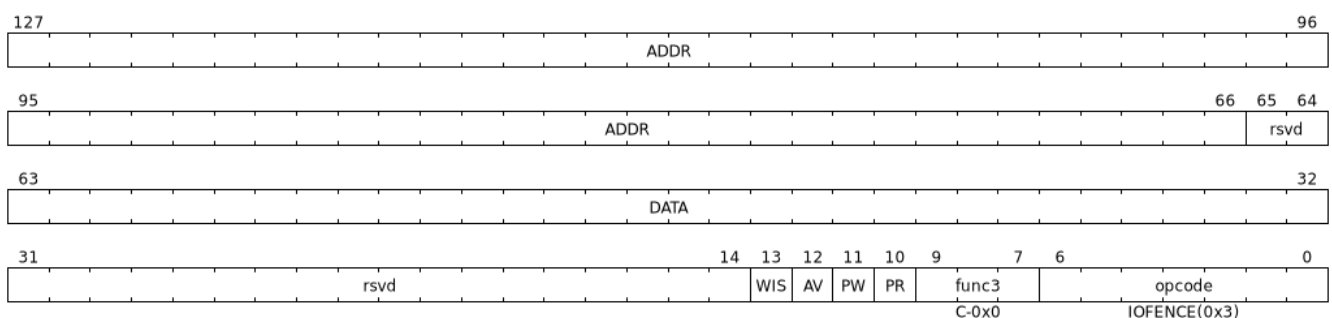 127 96
ADDR
95 66 65 64
ADDR rsvd
63 32
DATA
31 14 13 12 11 10 9 7 6 0
rsvd WIS AV PW PR func3 opcode
C-0x0 IOFENCE(0x3)